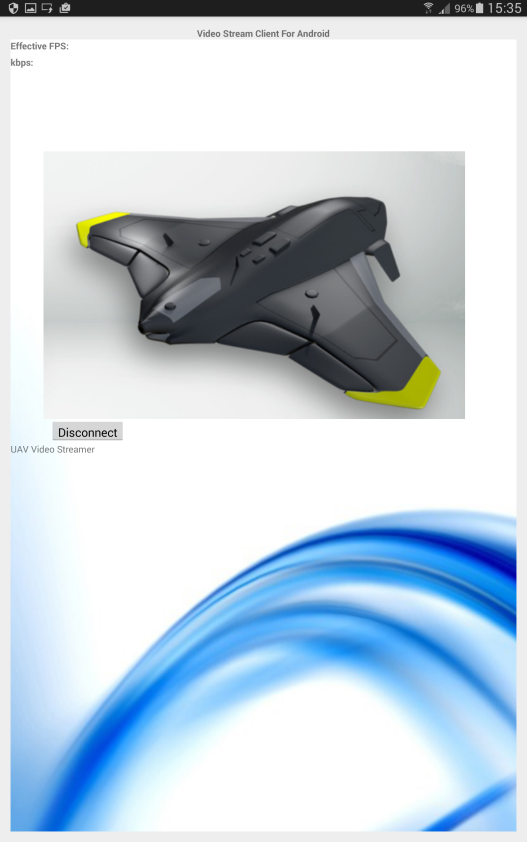 96% 15:35
Video Stream Client For Android
Effective FPS:
kbps:
Disconnect
UAV Video Streamer